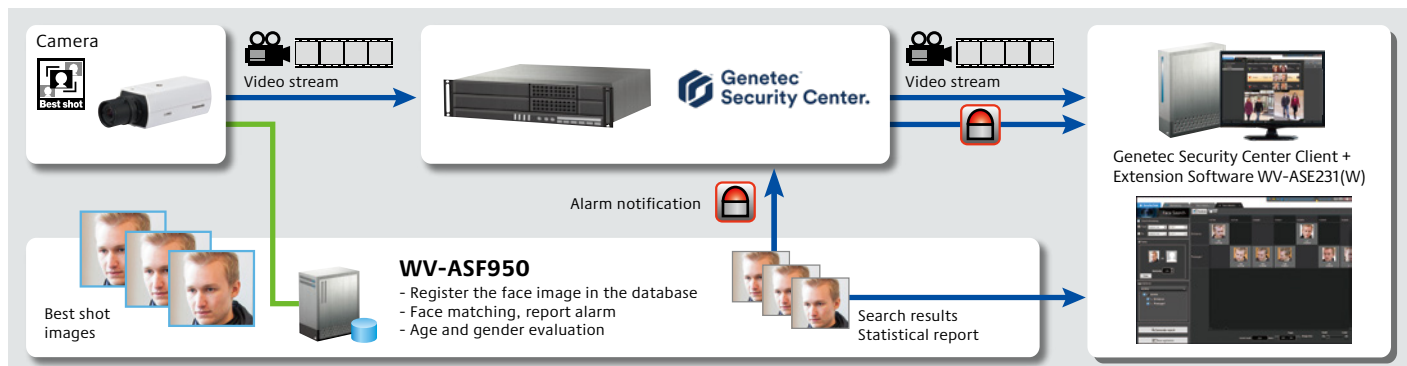 Camera
Best shot
Video stream
Genetec
Security Center.
Video stream
Genetec Security Center Client +
Extension Software WV-ASE231(W)
Alarm notification
Best shot
images
WV-ASF950
- Register the face image in the database
- Face matching, report alarm
- Age and gender evaluation
Search results
Statistical report
Face Search